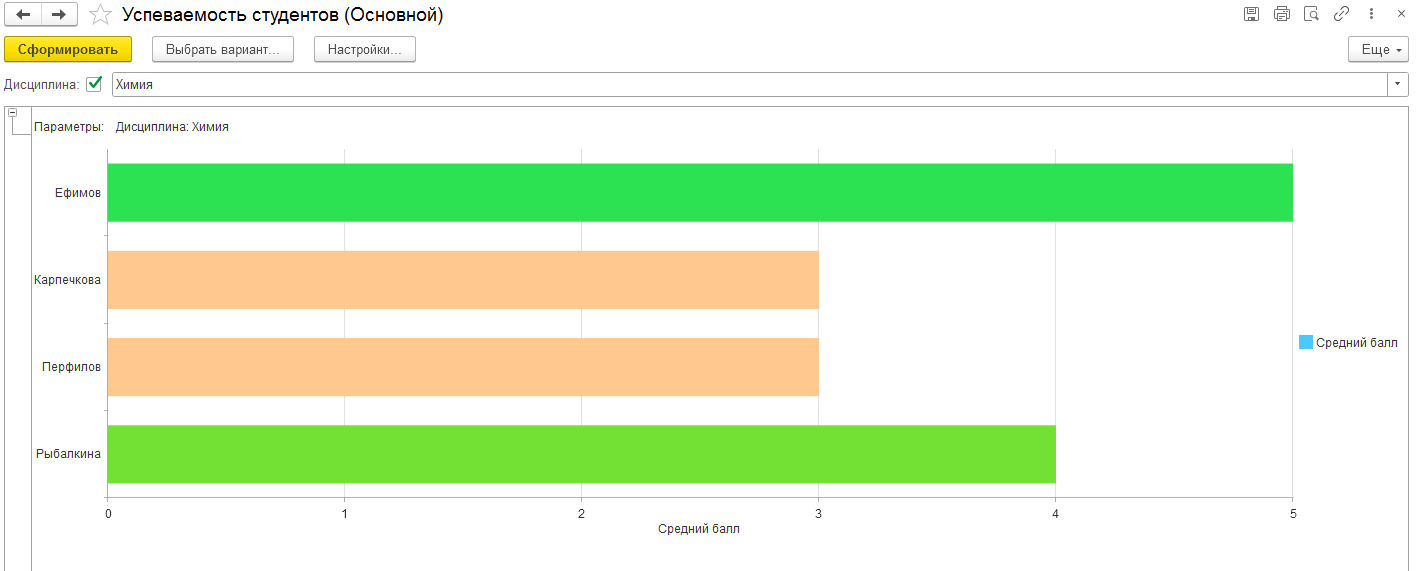 Успеваемость студентов (Основной)
Сформировать Выбрать вариант... Настройки... Еще
Дисциплина: Химия
Параметры: Дисциплина: Химия
Ефимов
Карпечкова
Перфилов
Рыбалкина
Средний балл
0 1 2 3 4 5
Средний балл